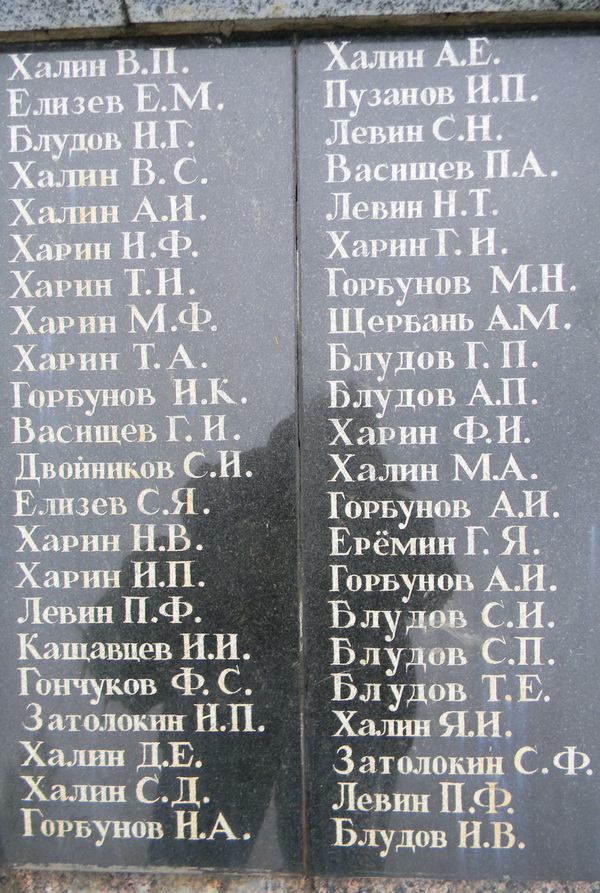 Халин В.П.
Елизев Е.М.
Блудов И.Г.
Халин В.С.
Халин А.И.
Харин И.Ф.
Харин Т.И.
Харин М.Ф.
Харин Т.А.
Горбунов И.К.
Васищев Г.И.
Двойников С.И.
Елизев С.Я.
Харин Н.В.
Харин И.П.
Левин П.Ф.
Кащавцев И.И.
Гончуков Ф.С.
Затолокин И.П.
Халин Д.Е.
Халин С.Д.
Горбунов Н.А.
Халин А.Е.
Пузанов И.П.
Левин С.Н.
Васищев П.А.
Левин Н.Т.
Харин Г.И.
Горбунов М.Н.
Щербань А.М.
Блудов Г.П.
Блудов А.П.
Харин Ф.И.
Халин М.А.
Горбунов А.И.
Ерёмин Г.Я.
Горбунов А.И.
Блудов С.И.
Блудов С.П.
Блудов Т.Е.
Халин Я.И.
Затолокин С.Ф.
Левин П.Ф.
Блудов И.В.